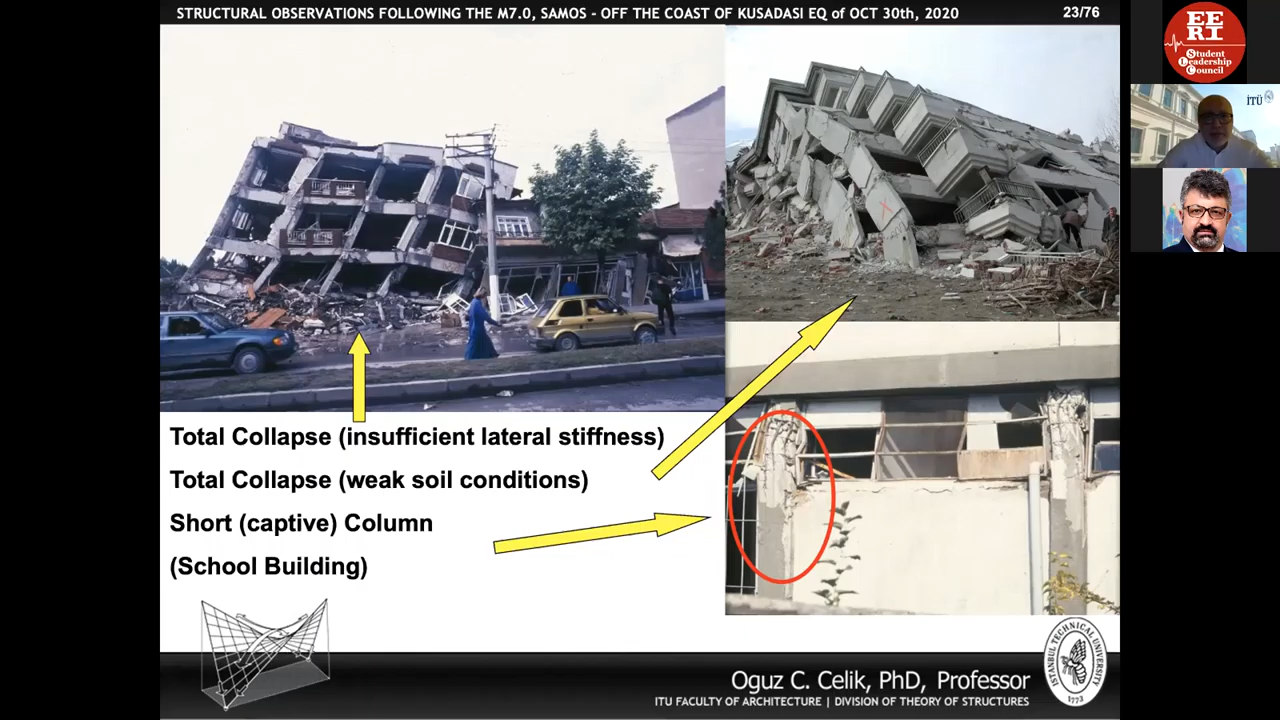 STRUCTURAL OBSERVATIONS FOLLOWING THE M7.0, SAMOS - OFF THE COAST OF KUSADASI EQ of OCT 30th, 2020
23/76
EE
RI
Student
Leadership
Council
İTÜ
Total Collapse (insufficient lateral stiffness)
Total Collapse (weak soil conditions)
Short (captive) Column
(School Building)
Oguz C. Celik, PhD, Professor
ITU FACULTY OF ARCHITECTURE | DIVISION OF THEORY OF STRUCTURES
ISTANBUL TECHNICAL UNIVERSITY
1773